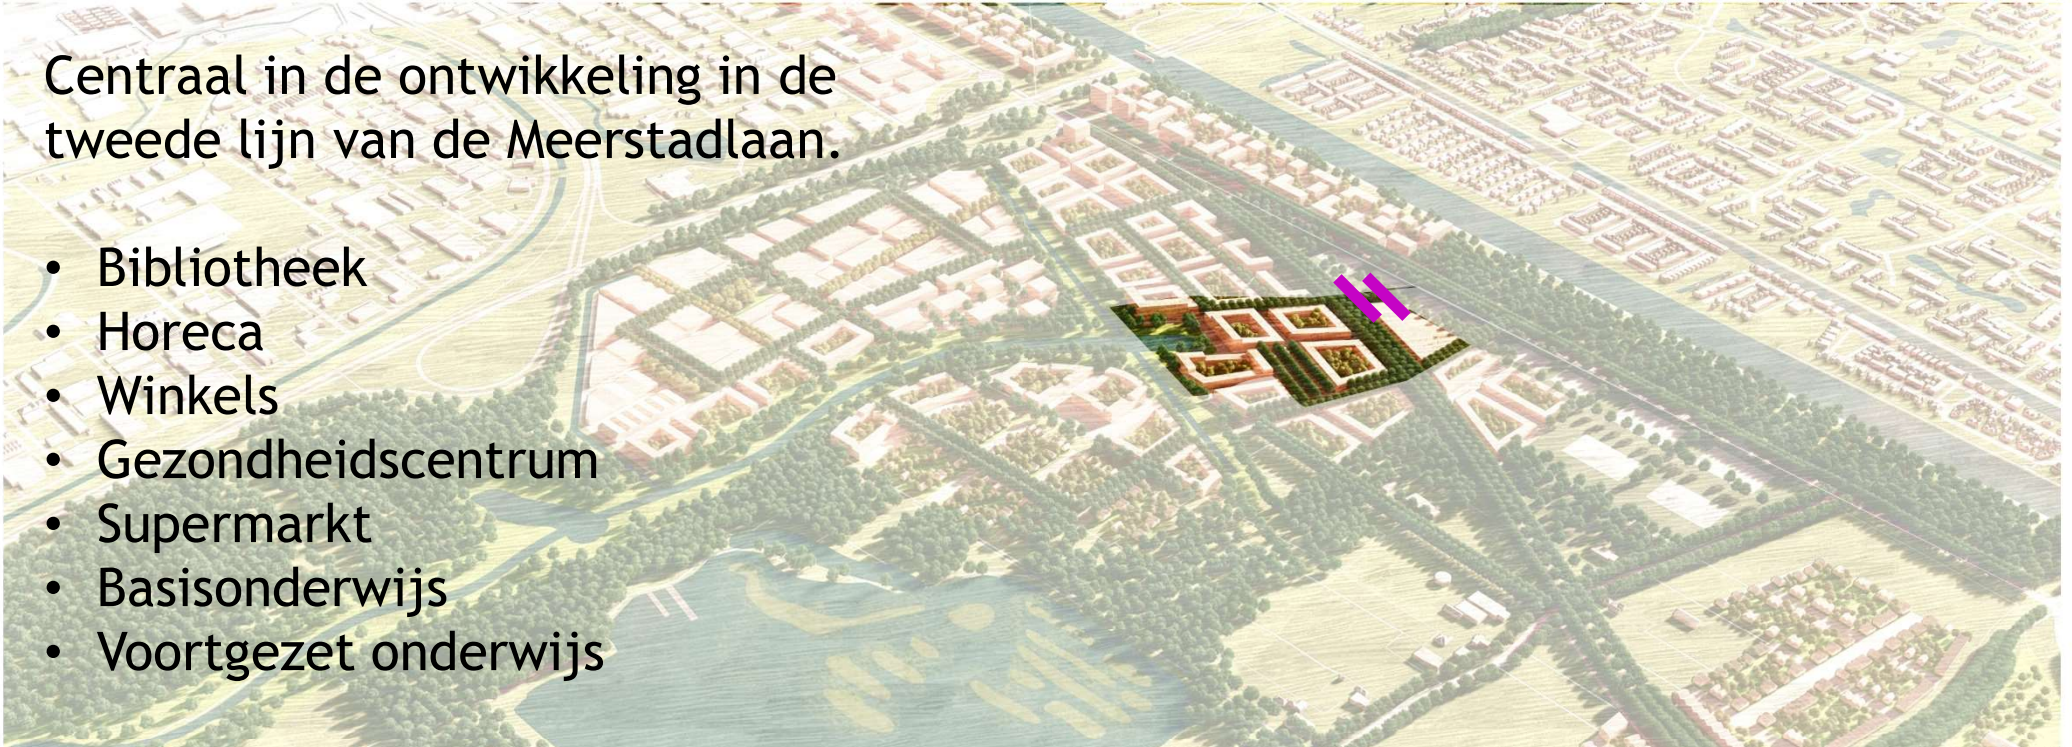 Centraal in de ontwikkeling in de
tweede lijn van de Meerstadlaan.
• Bibliotheek
• Horeca
• Winkels
• Gezondheidscentrum
• Supermarkt
• Basisonderwijs
• Voortgezet onderwijs